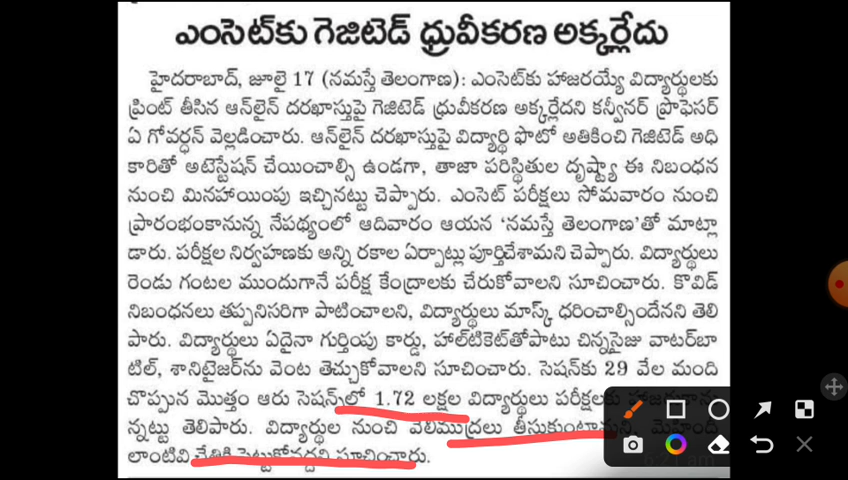 ఎంసెట్‌కు గెజిటెడ్ ధ్రువీకరణ అక్కర్లేదు
హైదరాబాద్, జూలై 17 (నమస్తే తెలంగాణ): ఎంసెట్‌కు హాజరయ్యే విద్యార్థులకు
ప్రింట్ తీసిన ఆన్‌లైన్ దరఖాస్తుపై గెజిటెడ్ ధ్రువీకరణ అక్కర్లేదని కన్వీనర్ ప్రొఫెసర్
ఏ గోవర్ధన్ వెల్లడించారు. ఆన్‌లైన్ దరఖాస్తుపై విద్యార్థి ఫొటో అతికించి గెజిటెడ్ అధి
కారితో అటెస్టేషన్ చేయించాల్సి ఉండగా, తాజా పరిస్థితుల దృష్ట్యా ఈ నిబంధన
నుంచి మినహాయింపు ఇచ్చినట్టు చెప్పారు. ఎంసెట్ పరీక్షలు సోమవారం నుంచి
ప్రారంభంకానున్న నేపథ్యంలో ఆదివారం ఆయన ‘నమస్తే తెలంగాణ’తో మాట్లా
డారు. పరీక్షల నిర్వహణకు అన్ని రకాల ఏర్పాట్లు పూర్తిచేశామని చెప్పారు. విద్యార్థులు
రెండు గంటల ముందుగానే పరీక్ష కేంద్రాలకు చేరుకోవాలని సూచించారు. కొవిడ్
నిబంధనలు తప్పనిసరిగా పాటించాలని, విద్యార్థులు మాస్క్ ధరించాల్సిందేనని తెలి
పారు. విద్యార్థులు ఏదైనా గుర్తింపు కార్డు, హాల్‌టికెట్‌తోపాటు చిన్నసైజు వాటర్‌బా
టిల్, శానిటైజర్‌ను వెంట తెచ్చుకోవాలని సూచించారు. సెషన్‌కు 29 వేల మంది
చొప్పున మొత్తం ఆరు సెషన్స్‌లో 1.72 లక్షల విద్యార్థులు పరీక్షలకు
న్నట్టు తెలిపారు. విద్యార్థుల నుంచి వేలిముద్రలు తీసుకుంటామని, మెహంది
లాంటివి చేతికి పెట్టుకోవద్దని సూచించారు.